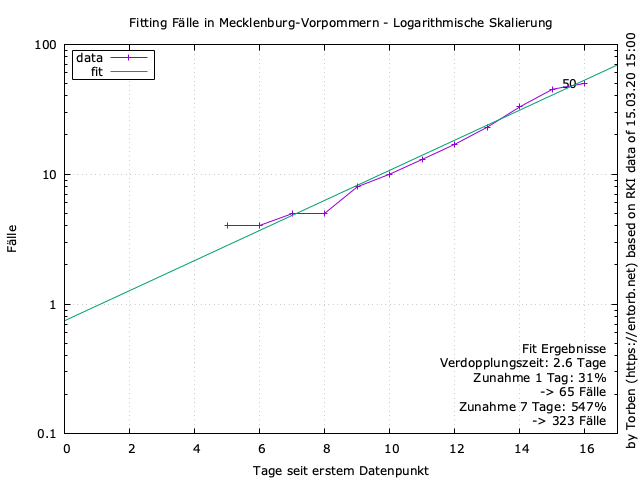 Fitting Fälle in Mecklenburg-Vorpommern - Logarithmische Skalierung
100
10
1
0.1
Fälle
data
fit
50
Fit Ergebnisse
Verdopplungszeit: 2.6 Tage
Zunahme 1 Tag: 31%
-> 65 Fälle
Zunahme 7 Tage: 547%
-> 323 Fälle
0 2 4 6 8 10 12 14 16
Tage seit erstem Datenpunkt
by Torben (https://entorb.net) based on RKI data of 15.03.20 15:00